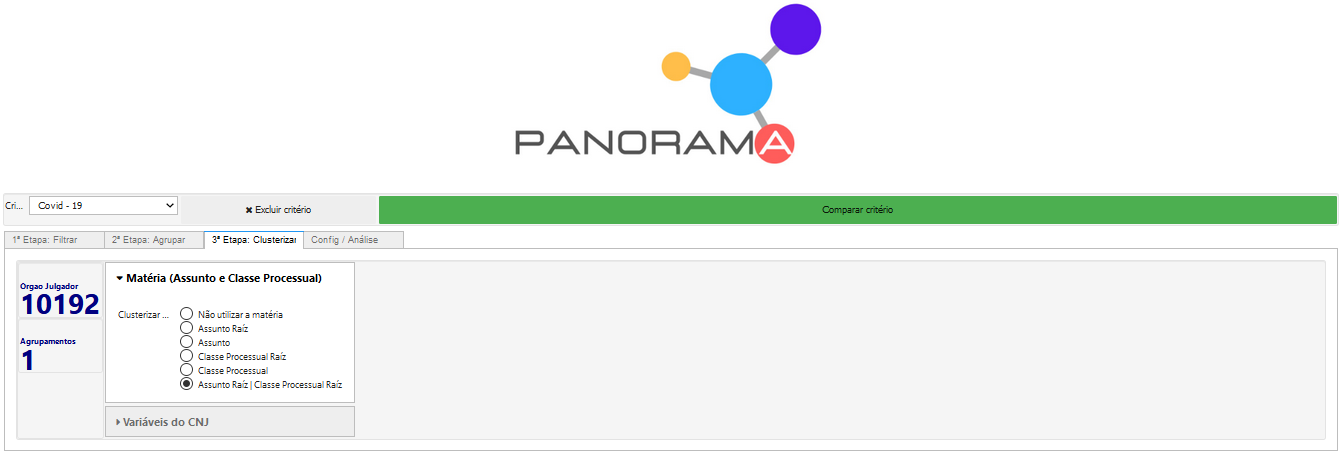 PANORAMA
Cri... Covid - 19 ✖ Excluir critério Comparar critério
1ª Etapa: Filtrar 2ª Etapa: Agrupar 3ª Etapa: Clusterizar Config / Análise
Orgao Julgador
10192
Agrupamentos
1
Matéria (Assunto e Classe Processual)
Clusterizar ...
Não utilizar a matéria
Assunto Raíz
Assunto
Classe Processual Raíz
Classe Processual
Assunto Raíz | Classe Processual Raíz
Variáveis do CNJ